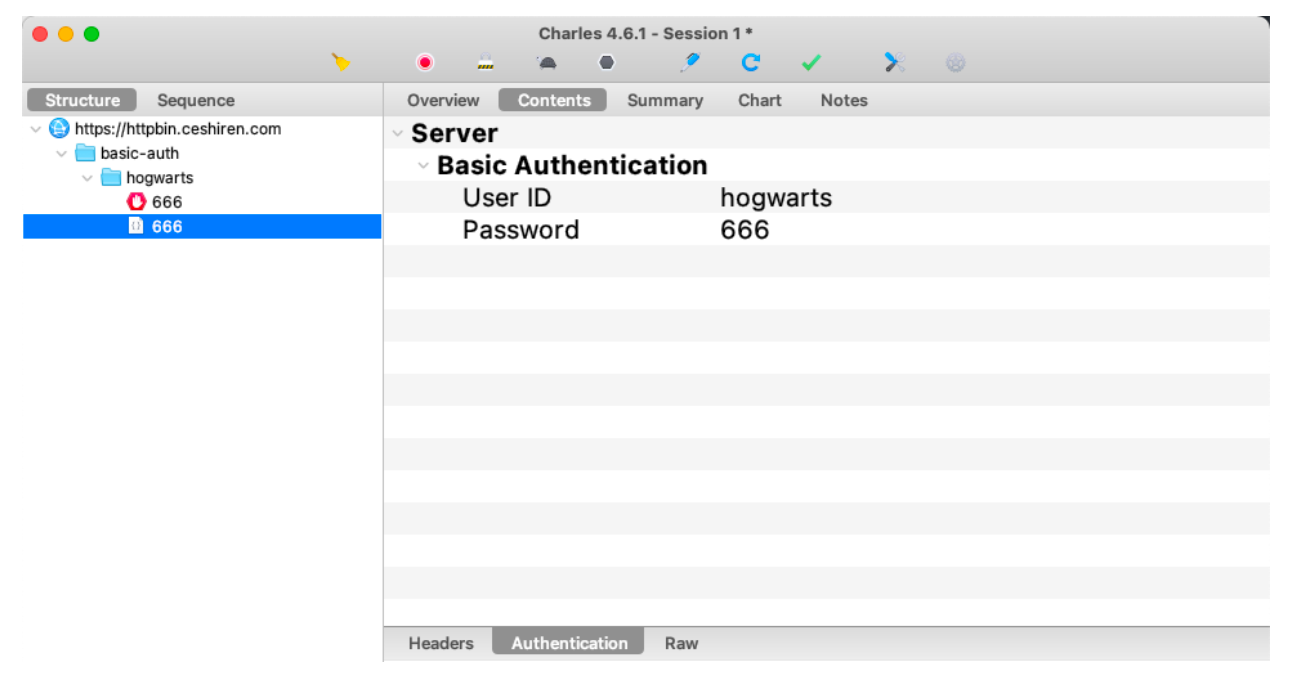 Charles 4.6.1 - Session 1 *
Structure Sequence
Overview Contents Summary Chart Notes
https://httpbin.ceshiren.com
basic-auth
hogwarts
666
666
Server
Basic Authentication
User ID hogwarts
Password 666
Headers Authentication Raw